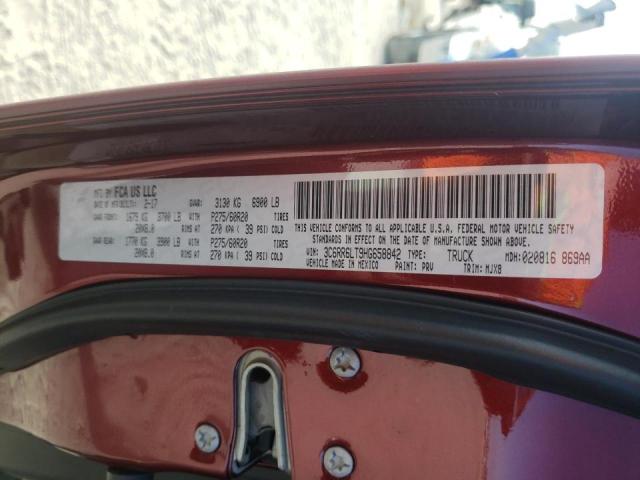 MFD BY FCA US LLC
DATE OF MFR: 2-17 GVWR: 3130 KG 6900 LB
GAWR FRONT: 1675 KG 3700 LB WITH P275/60R20 TIRES
20X8.0 RIMS AT 270 KPA ( 39 PSI) COLD
GAWR REAR: 1770 KG 3900 LB WITH P275/60R20 TIRES
20X8.0 RIMS AT 270 KPA ( 39 PSI) COLD
THIS VEHICLE CONFORMS TO ALL APPLICABLE U.S.A. FEDERAL MOTOR VEHICLE SAFETY
STANDARDS IN EFFECT ON THE DATE OF MANUFACTURE SHOWN ABOVE.
VIN: 3C6RR6LT9HG658842 TYPE: TRUCK MDH: 020816 869AA
MADE IN MEXICO PAINT: PRV TRIM: MJX8